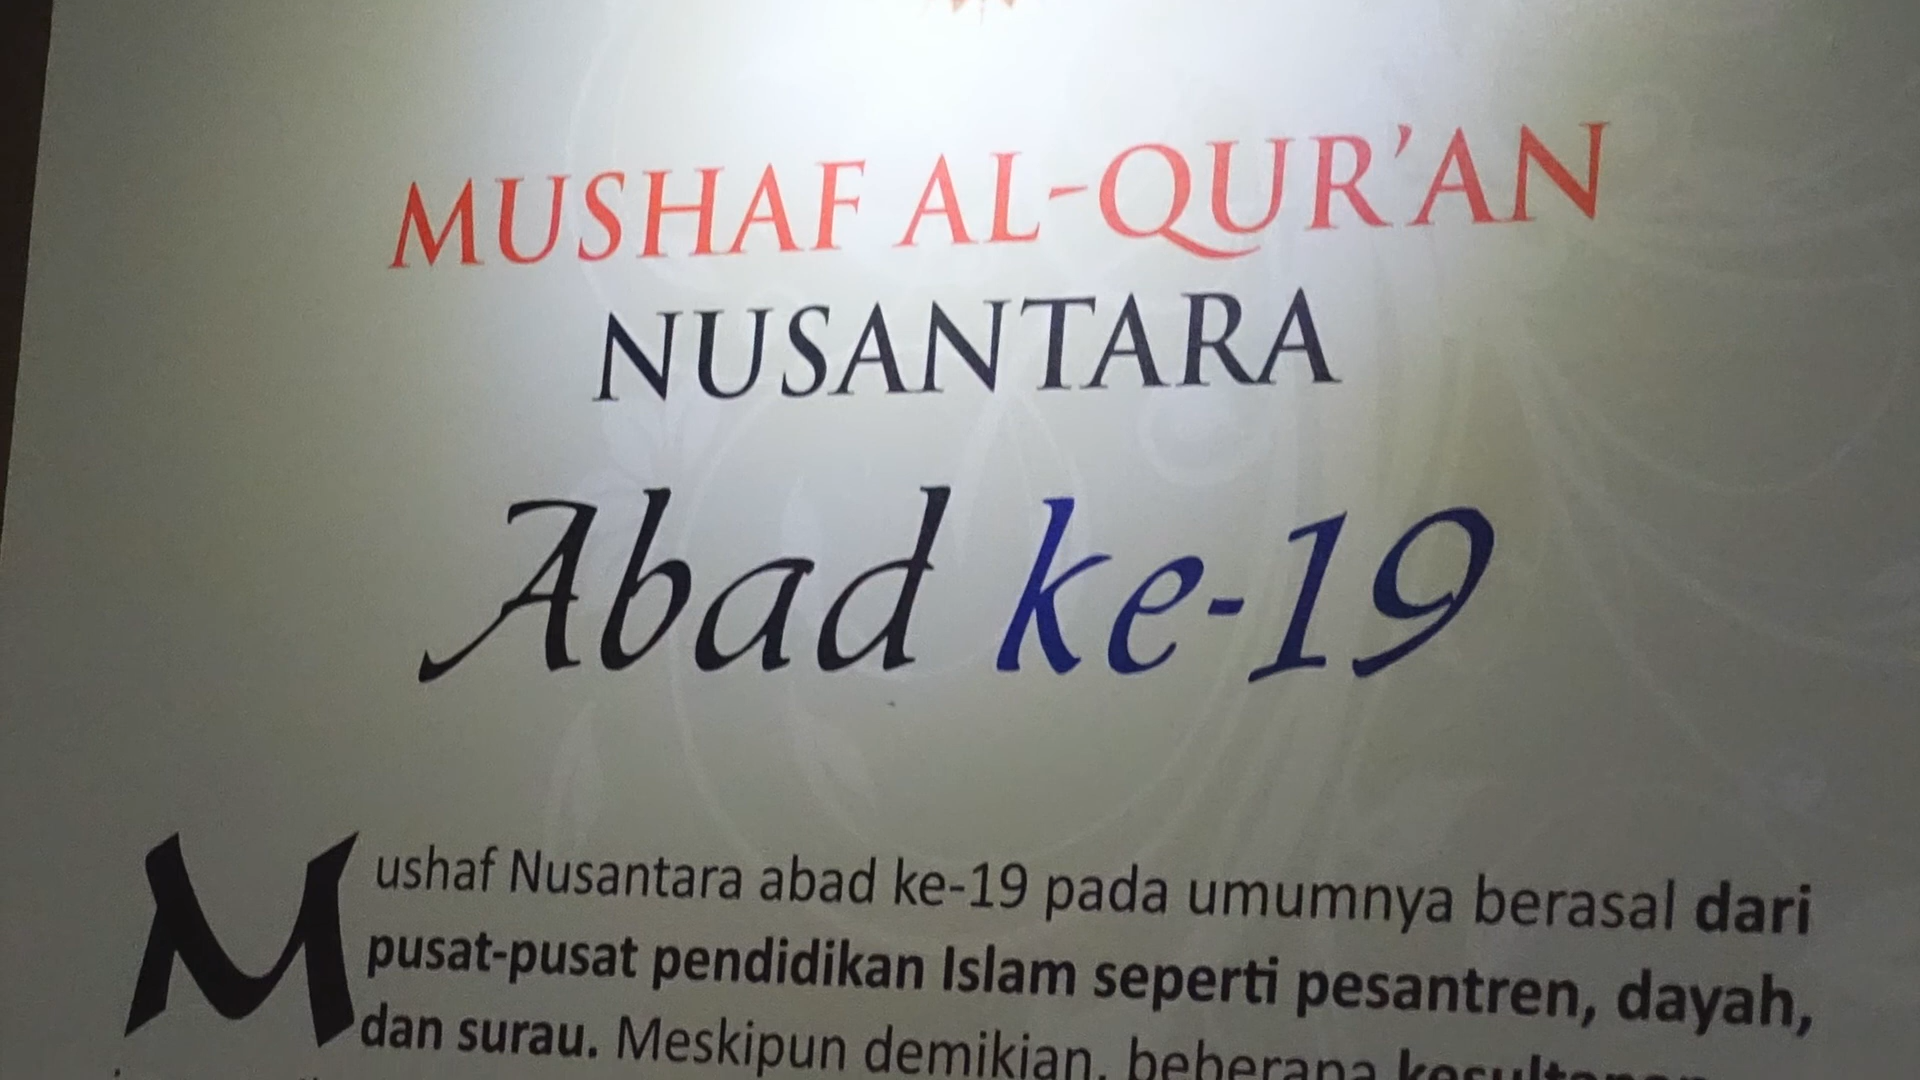 MUSHAF AL-QUR'AN
NUSANTARA
Abad ke-19
Mushaf Nusantara abad ke-19 pada umumnya berasal dari
pusat-pusat pendidikan Islam seperti pesantren, dayah,
dan surau. Meskipun demikian, beberapa kesultanan